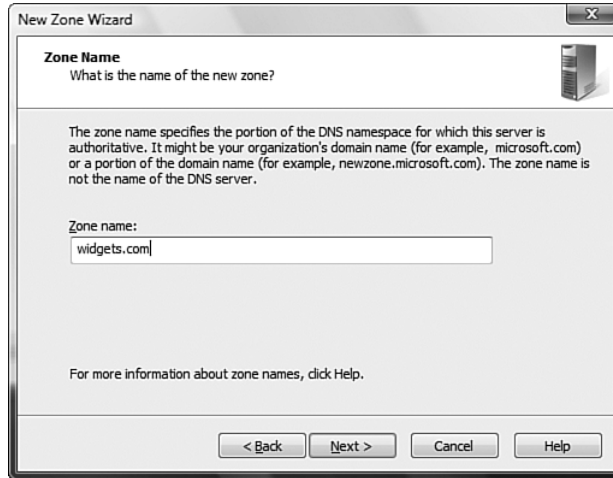 New Zone Wizard
Zone Name
What is the name of the new zone?
The zone name specifies the portion of the DNS namespace for which this server is
authoritative. It might be your organization's domain name (for example, microsoft.com)
or a portion of the domain name (for example, newzone.microsoft.com). The zone name is
not the name of the DNS server.
Zone name:
widgets.com
For more information about zone names, click Help.
< Back Next > Cancel Help